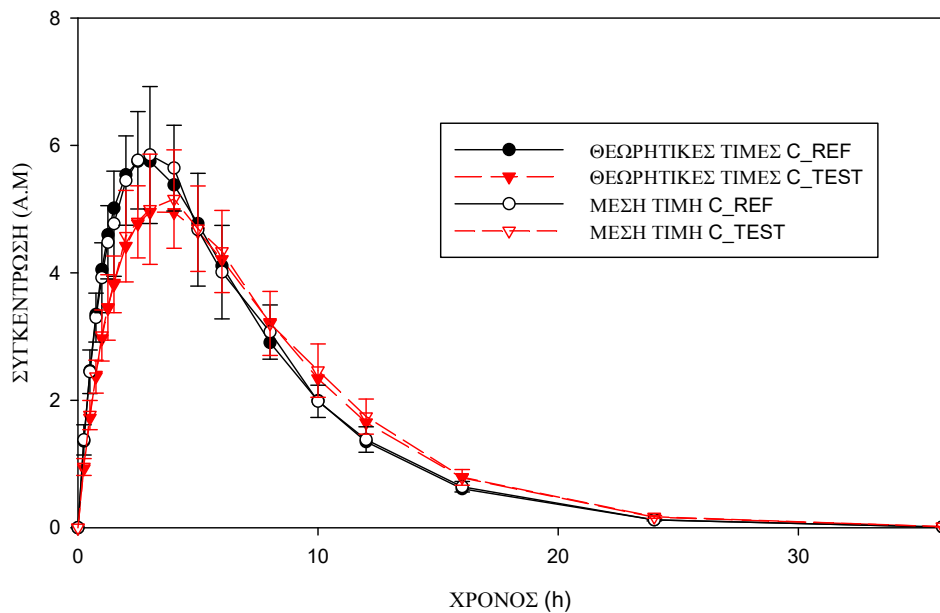 8
6
4
2
0
ΣΥΓΚΕΝΤΡΩΣΗ (Α.Μ)
ΘΕΩΡΗΤΙΚΕΣ ΤΙΜΕΣ C_REF
ΘΕΩΡΗΤΙΚΕΣ ΤΙΜΕΣ C_TEST
ΜΕΣΗ ΤΙΜΗ C_REF
ΜΕΣΗ ΤΙΜΗ C_TEST
0 10 20 30
ΧΡΟΝΟΣ (h)